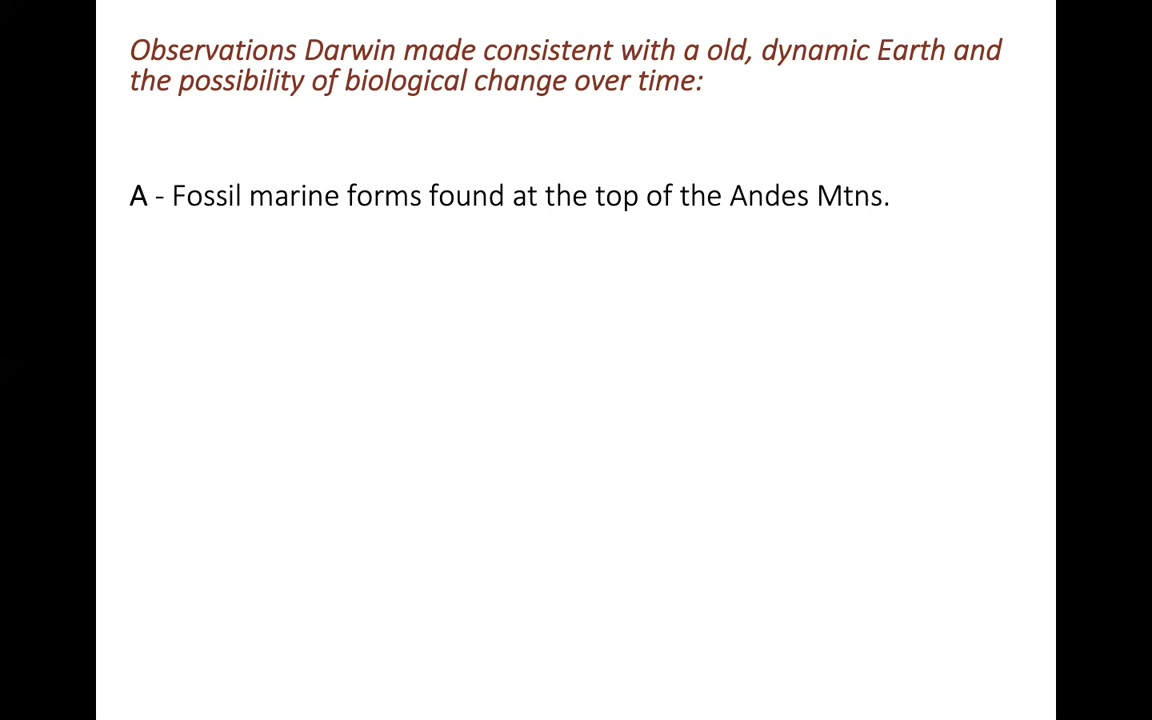 Observations Darwin made consistent with a old, dynamic Earth and
the possibility of biological change over time:
A - Fossil marine forms found at the top of the Andes Mtns.